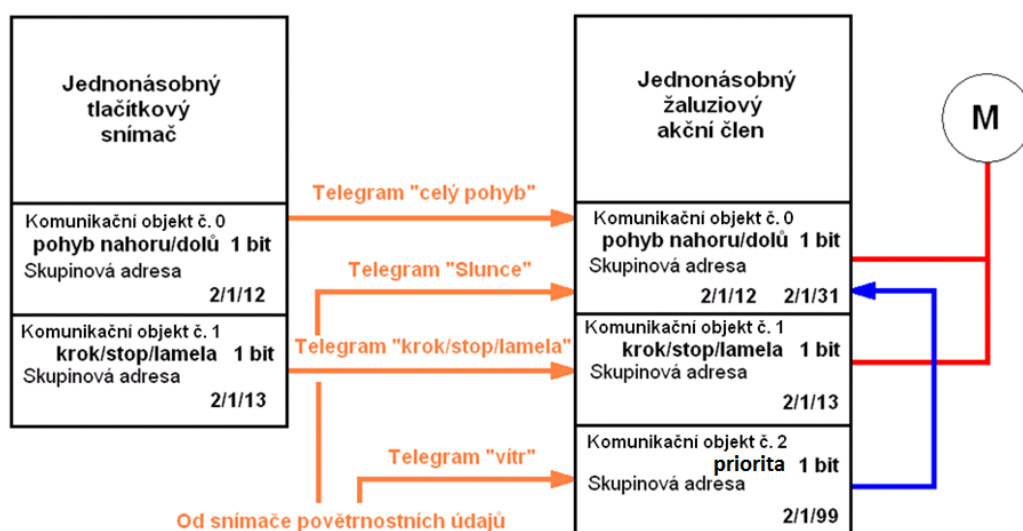 Jednonásobný
tlačítkový
snímač
Komunikační objekt č. 0
pohyb nahoru/dolů 1 bit
Skupinová adresa
2/1/12
Komunikační objekt č. 1
krok/stop/lamela 1 bit
Skupinová adresa
2/1/13
Telegram "celý pohyb"
Telegram "Slunce"
Telegram "krok/stop/lamela"
Telegram "vítr"
Od snímače povětrnostních údajů
Jednonásobný
žaluziový
akční člen
Komunikační objekt č. 0
pohyb nahoru/dolů 1 bit
Skupinová adresa
2/1/12 2/1/31
Komunikační objekt č. 1
krok/stop/lamela 1 bit
Skupinová adresa
2/1/13
Komunikační objekt č. 2
priorita 1 bit
Skupinová adresa
2/1/99
M